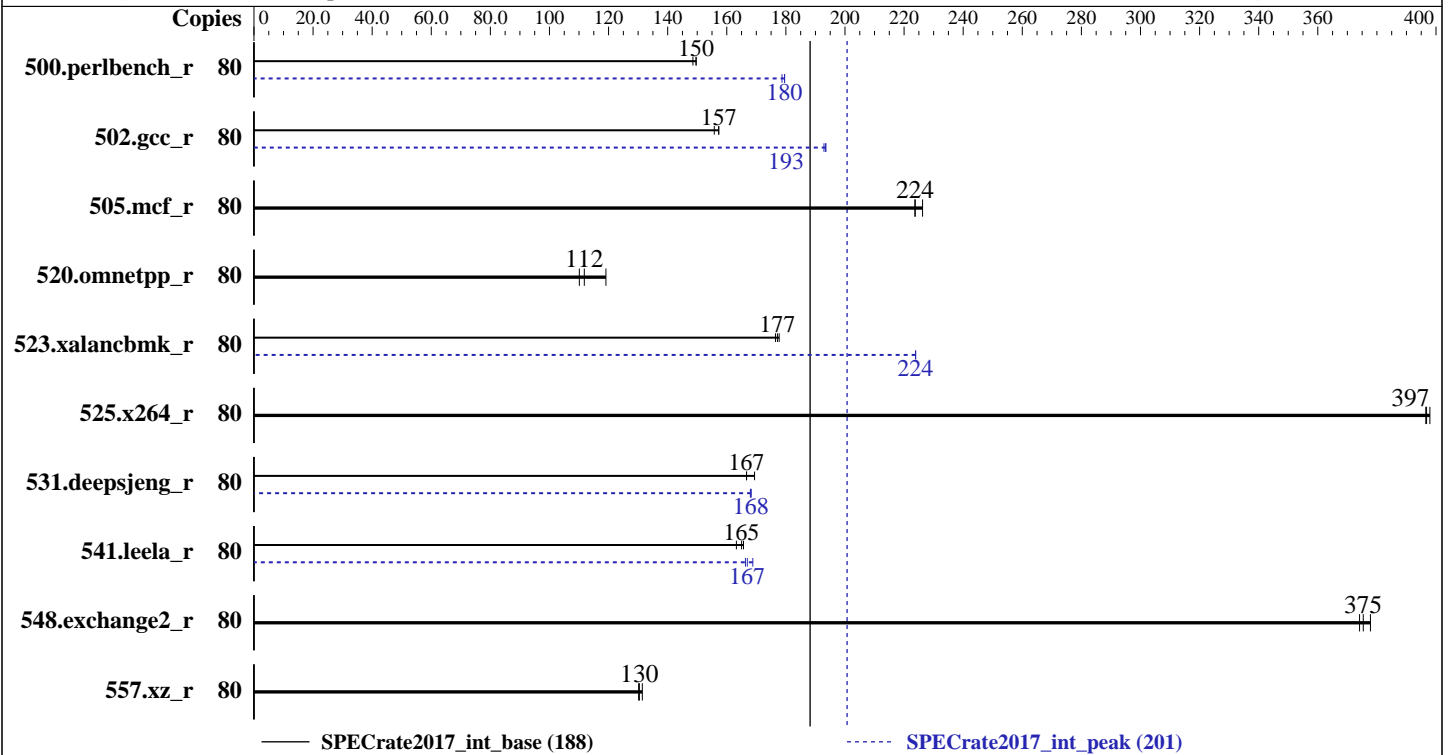 Copies 0 20.0 40.0 60.0 80.0 100 120 140 160 180 200 220 240 260 280 300 320 340 360 400
500.perlbench_r 80 150
180
502.gcc_r 80 157
193
505.mcf_r 80 224
520.omnetpp_r 80 112
523.xalancbmk_r 80 177
224
525.x264_r 80 397
531.deepsjeng_r 80 167
168
541.leela_r 80 165
167
548.exchange2_r 80 375
557.xz_r 80 130
SPECrate2017_int_base (188) SPECrate2017_int_peak (201)